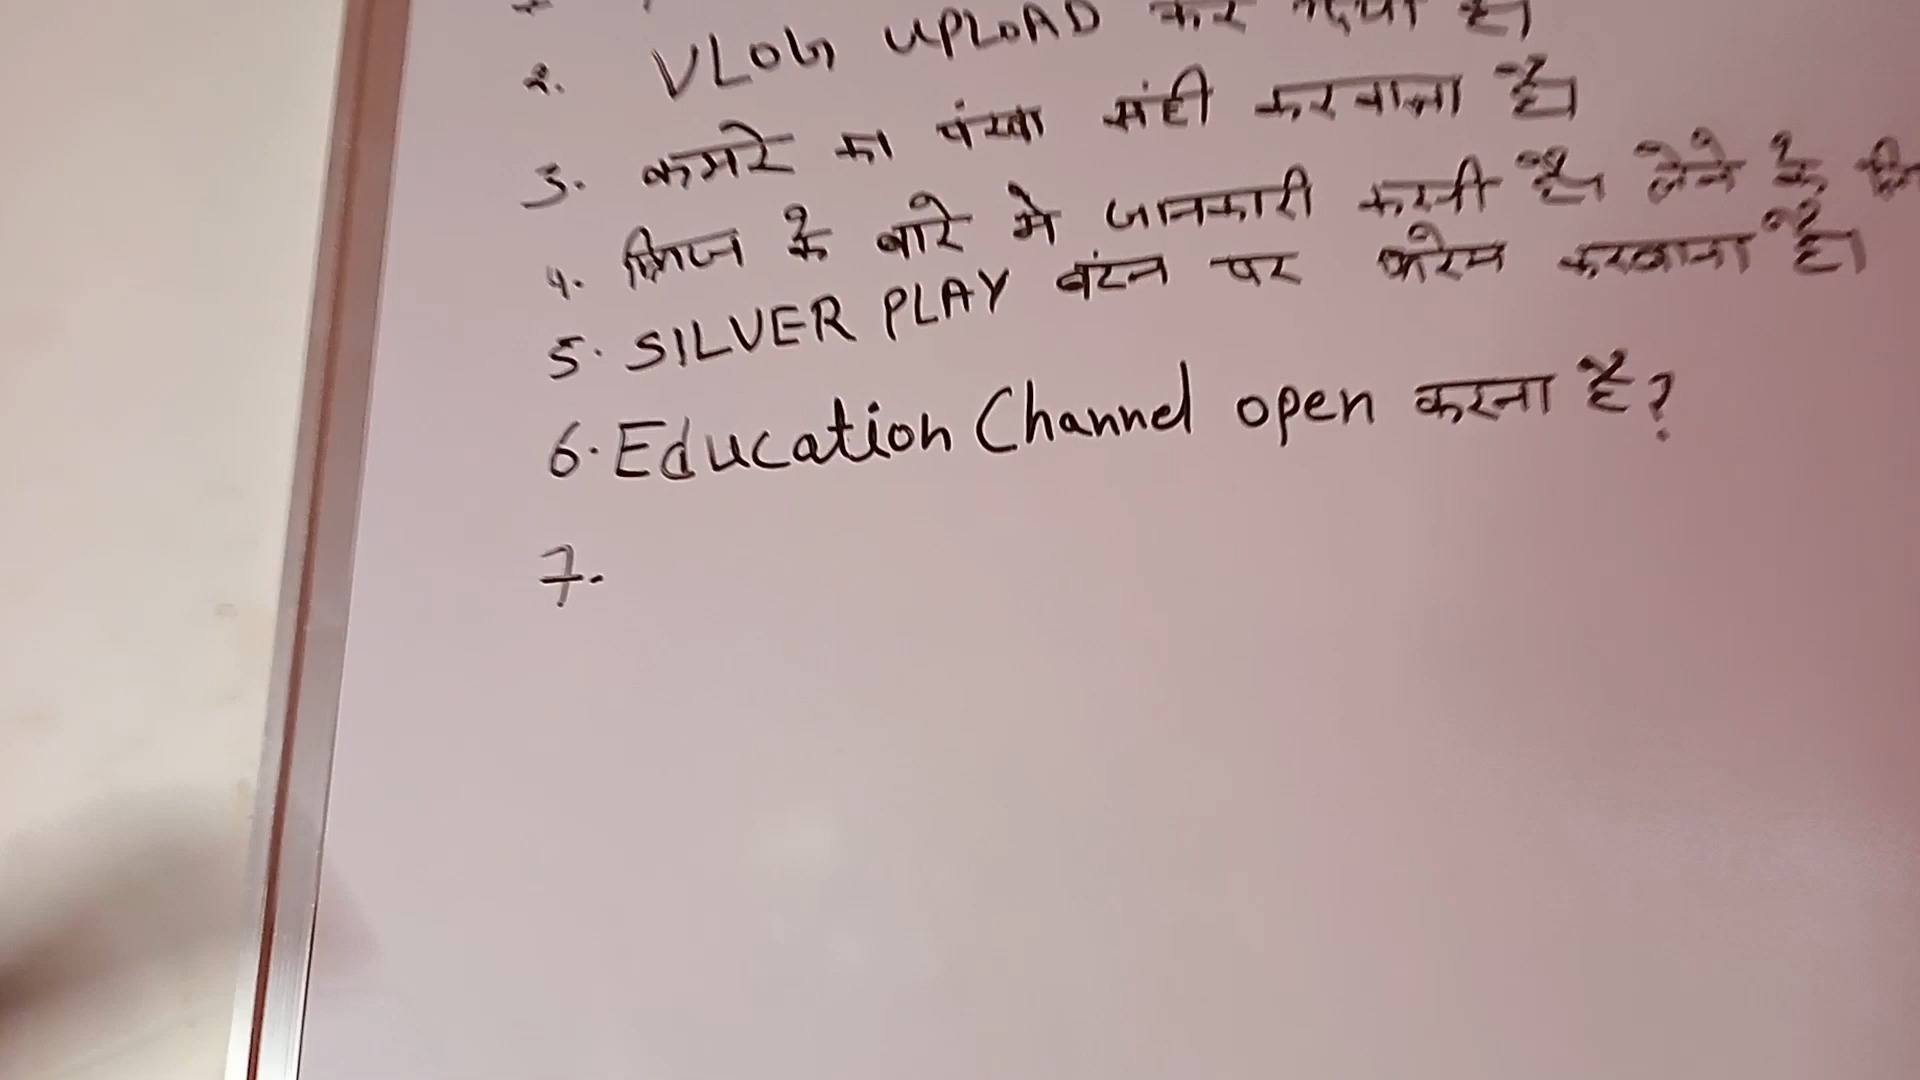 2. VLOG UPLOAD कर दिया है।
3. कमरे का पंखा सही करवाना है।
4. फ्रिज के बारे मे जानकारी करनी है। लेने के
5. SILVER PLAY बटन पर फ्रेम करवाना है।
6. Education Channel open करना है?
7.